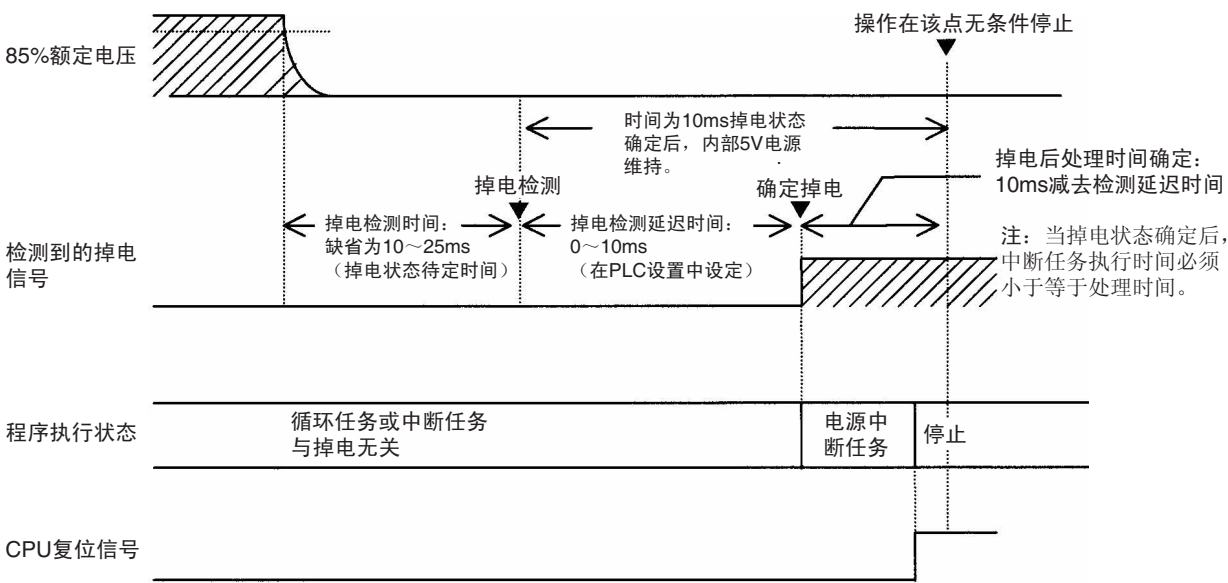 操作在该点无条件停止
85%额定电压
时间为10ms掉电状态
确定后，内部5V电源
维持。
掉电后处理时间确定：
10ms减去检测延迟时间
掉电检测
确定掉电
掉电检测时间：
缺省为10～25ms
（掉电状态待定时间）
掉电检测延迟时间：
0～10ms
（在PLC设置中设定）
检测到的掉电
信号
注：当掉电状态确定后，
中断任务执行时间必须
小于等于处理时间。
程序执行状态
循环任务或中断任务
与掉电无关
电源中
断任务
停止
CPU复位信号